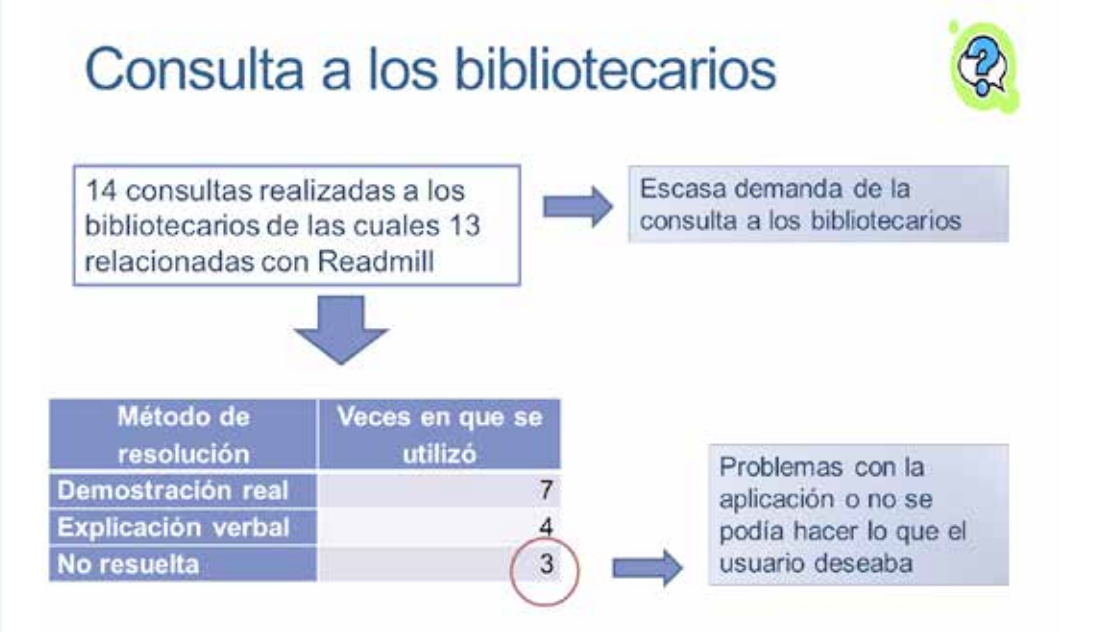 Consulta a los bibliotecarios
?
14 consultas realizadas a los
bibliotecarios de las cuales 13
relacionadas con Readmill
Escasa demanda de la
consulta a los bibliotecarios
Método de
resolución
Veces en que se
utilizó
Demostración real 7
Explicación verbal 4
No resuelta 3
Problemas con la
aplicación o no se
podía hacer lo que el
usuario deseaba